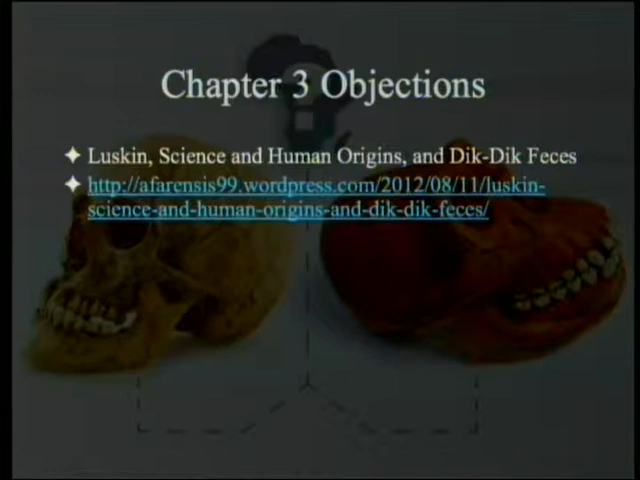 Chapter 3 Objections
Luskin, Science and Human Origins, and Dik-Dik Feces
http://afarensis99.wordpress.com/2012/08/11/luskin-
science-and-human-origins-and-dik-dik-feces/